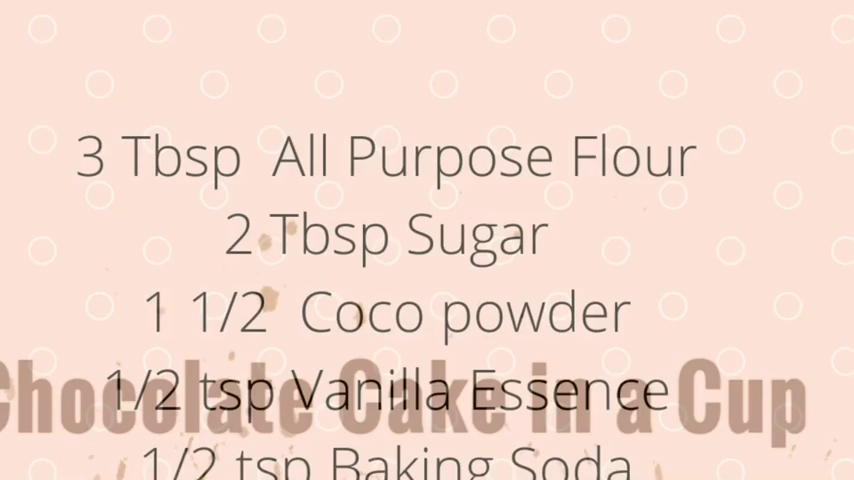 3 Tbsp All Purpose Flour
2 Tbsp Sugar
1 1/2 Coco powder
1/2 tsp Vanilla Essence
Chocolate Cake in a Cup
1/2 tsp Baking Soda